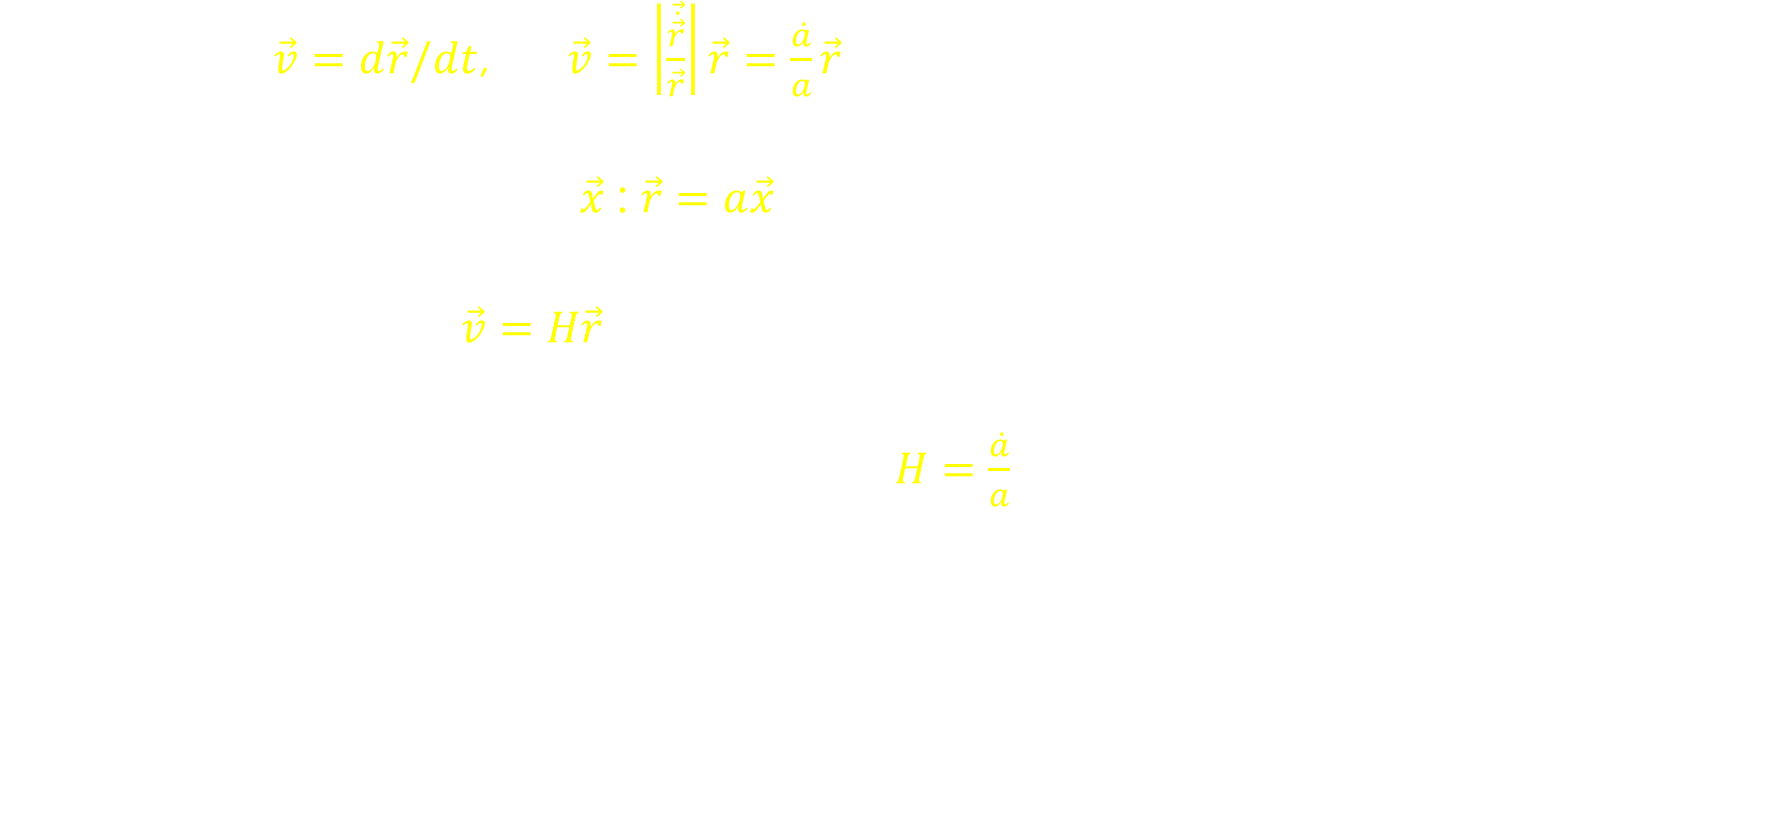 v⃗ = dr⃗/dt,    v⃗ = |r⃗̇⃗/r⃗| r⃗ = ȧ/a r⃗
x⃗ : r⃗ = ax⃗
v⃗ = Hr⃗
H = ȧ/a